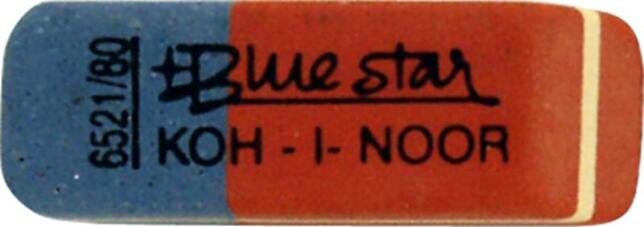 6521/80
Blue star
KOH - I - NOOR